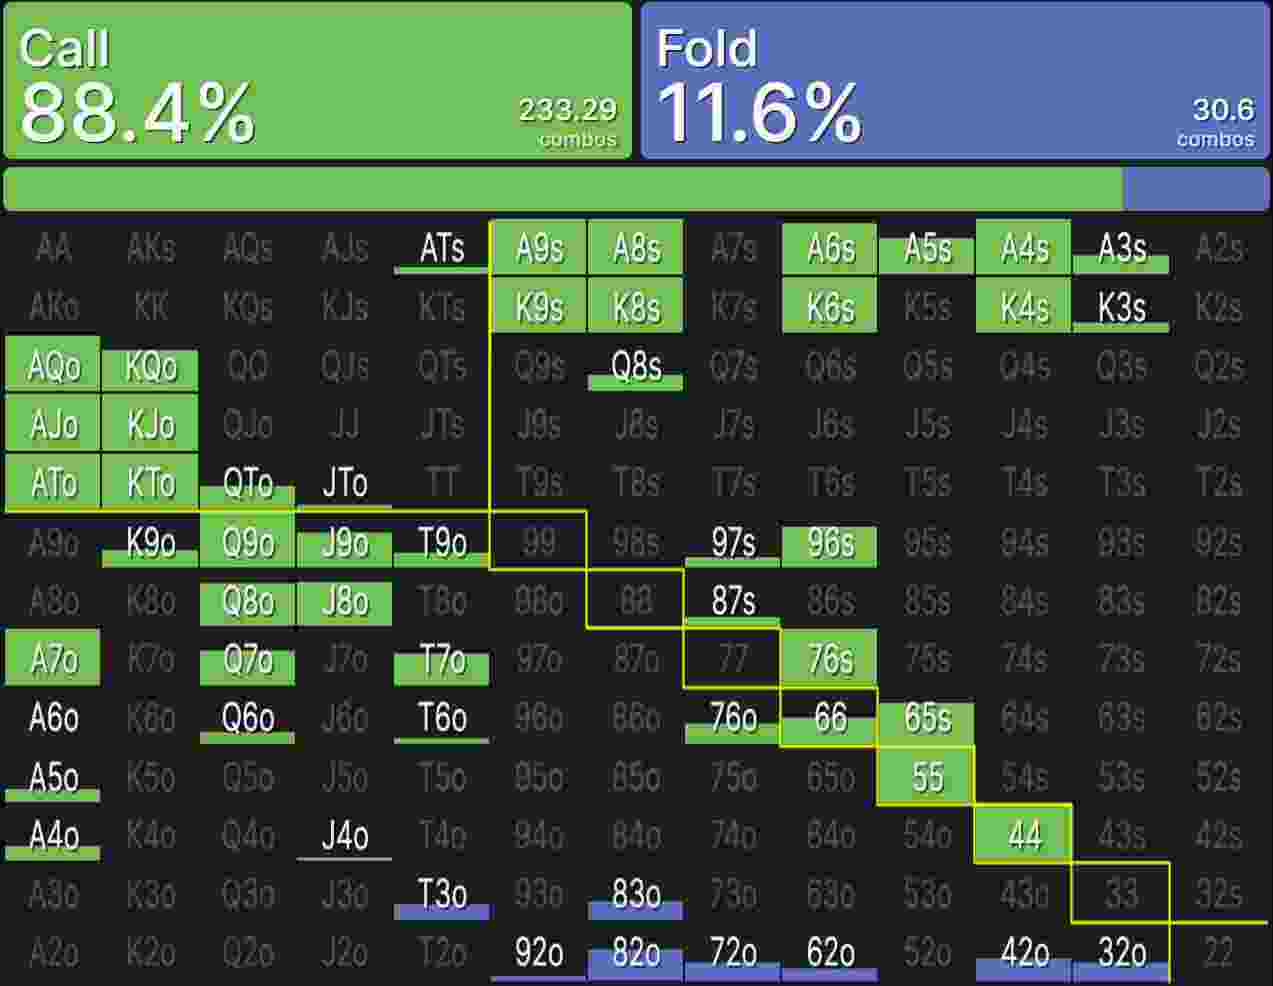 Call
88.4%
233.29
combos
Fold
11.6%
30.6
combos
AA AKs AQs AJs ATs A9s A8s A7s A6s A5s A4s A3s A2s
AKo KK KQs KJs KTs K9s K8s K7s K6s K5s K4s K3s K2s
AQo KQo QQ QJs QTs Q9s Q8s Q7s Q6s Q5s Q4s Q3s Q2s
AJo KJo QJo JJ JTs J9s J8s J7s J6s J5s J4s J3s J2s
ATo KTo QTo JTo TT T9s T8s T7s T6s T5s T4s T3s T2s
A9o K9o Q9o J9o T9o 99 98s 97s 96s 95s 94s 93s 92s
A8o K8o Q8o J8o T8o 98o 88 87s 86s 85s 84s 83s 82s
A7o K7o Q7o J7o T7o 97o 87o 77 76s 75s 74s 73s 72s
A6o K6o Q6o J6o T6o 96o 86o 76o 66 65s 64s 63s 62s
A5o K5o Q5o J5o T5o 95o 85o 75o 65o 55 54s 53s 52s
A4o K4o Q4o J4o T4o 94o 84o 74o 64o 54o 44 43s 42s
A3o K3o Q3o J3o T3o 93o 83o 73o 63o 53o 43o 33 32s
A2o K2o Q2o J2o T2o 92o 82o 72o 62o 52o 42o 32o 22